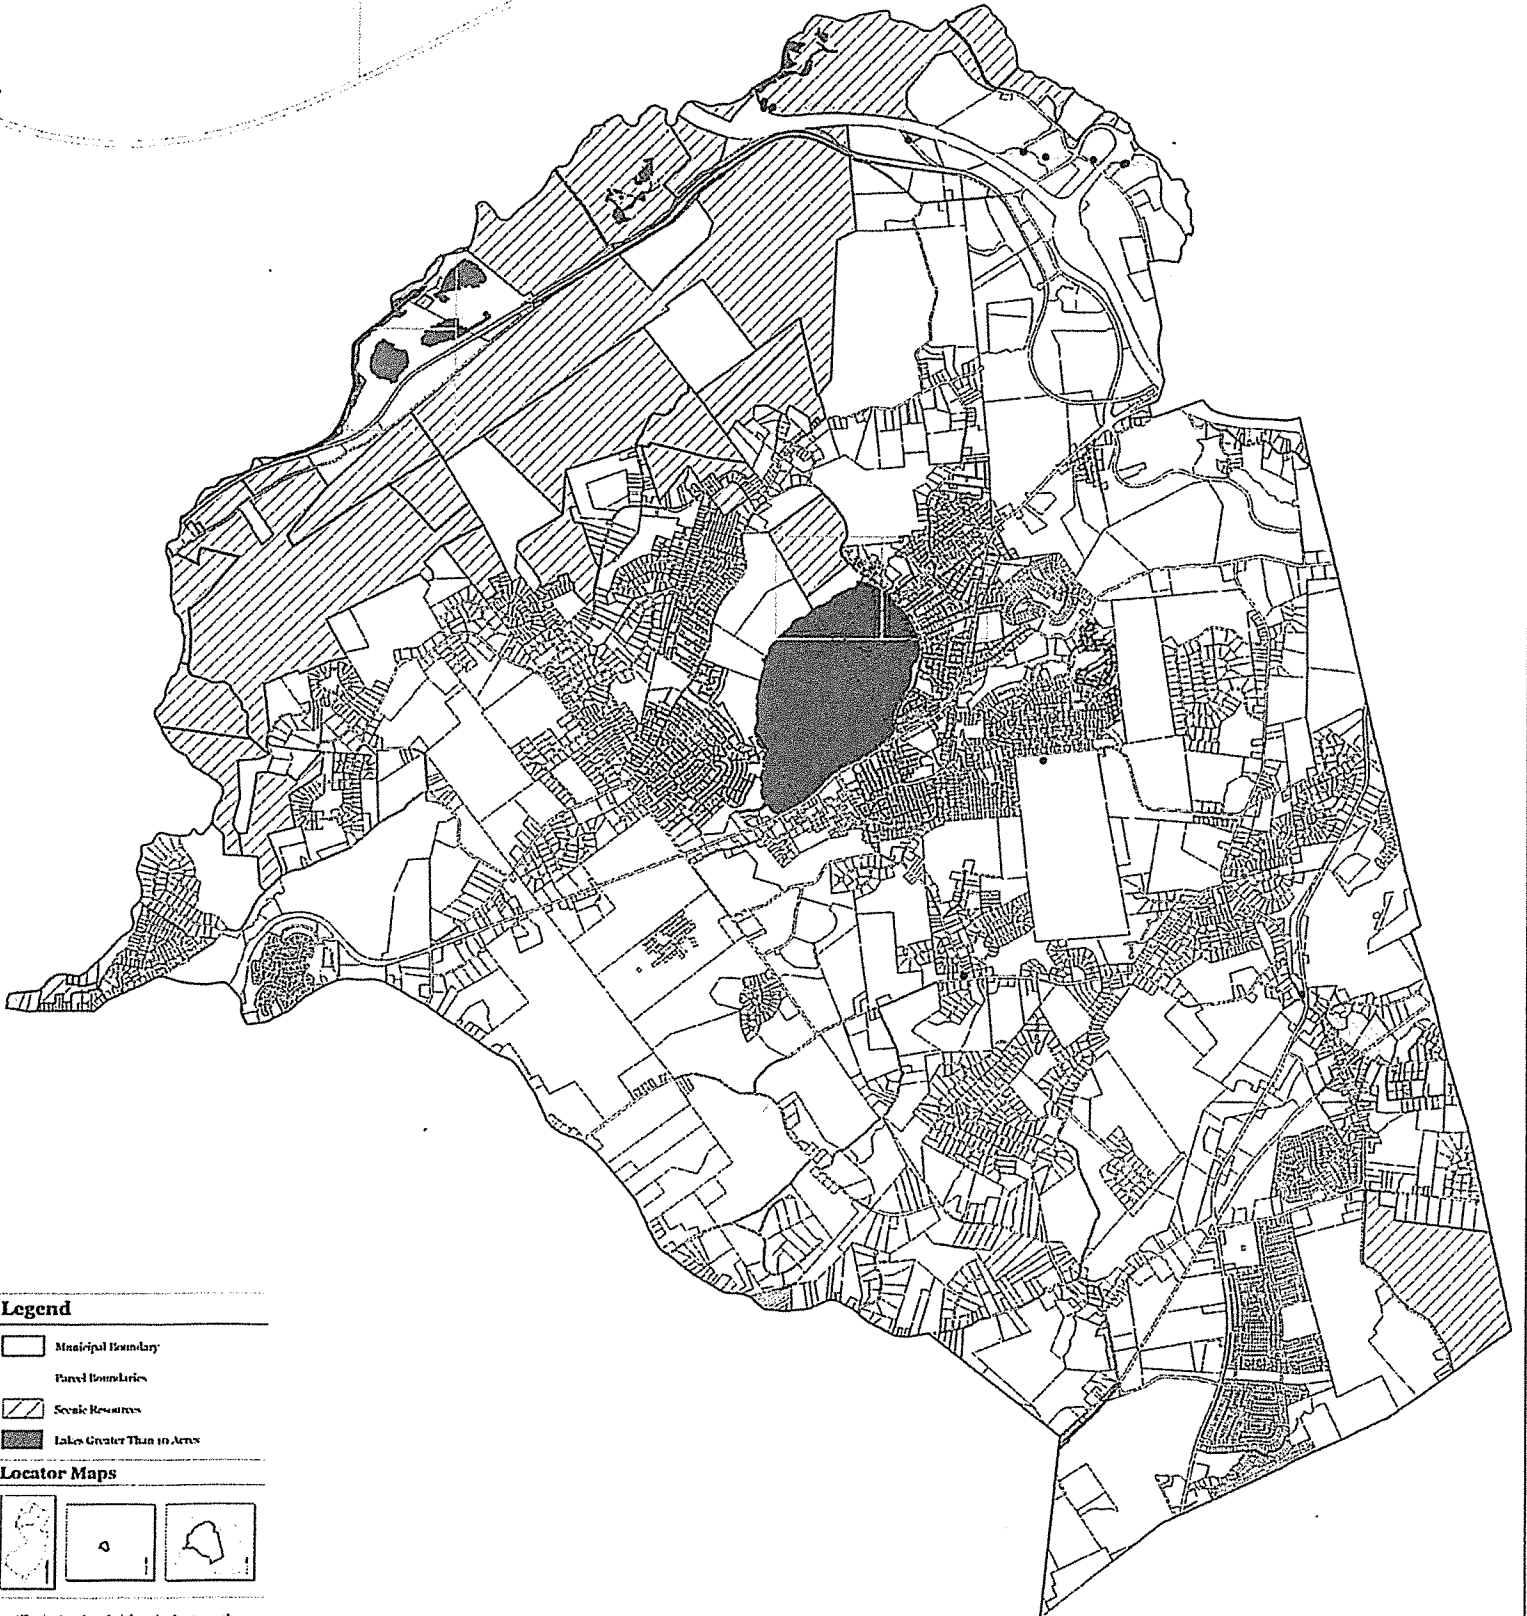 Legend
Municipal Boundary
Parcel Boundaries
Scenic Resources
Lakes Greater Than 10 Acres
Locator Maps